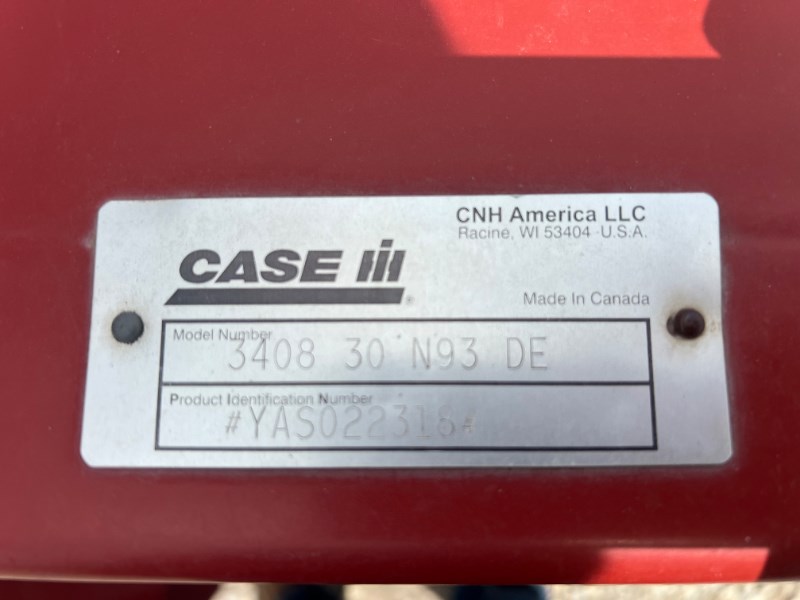 CNH America LLC
Racine, WI 53404 U.S.A.
CASE IH
Made In Canada
Model Number
3408 30 N93 DE
Product Identification Number
#YAS022316*